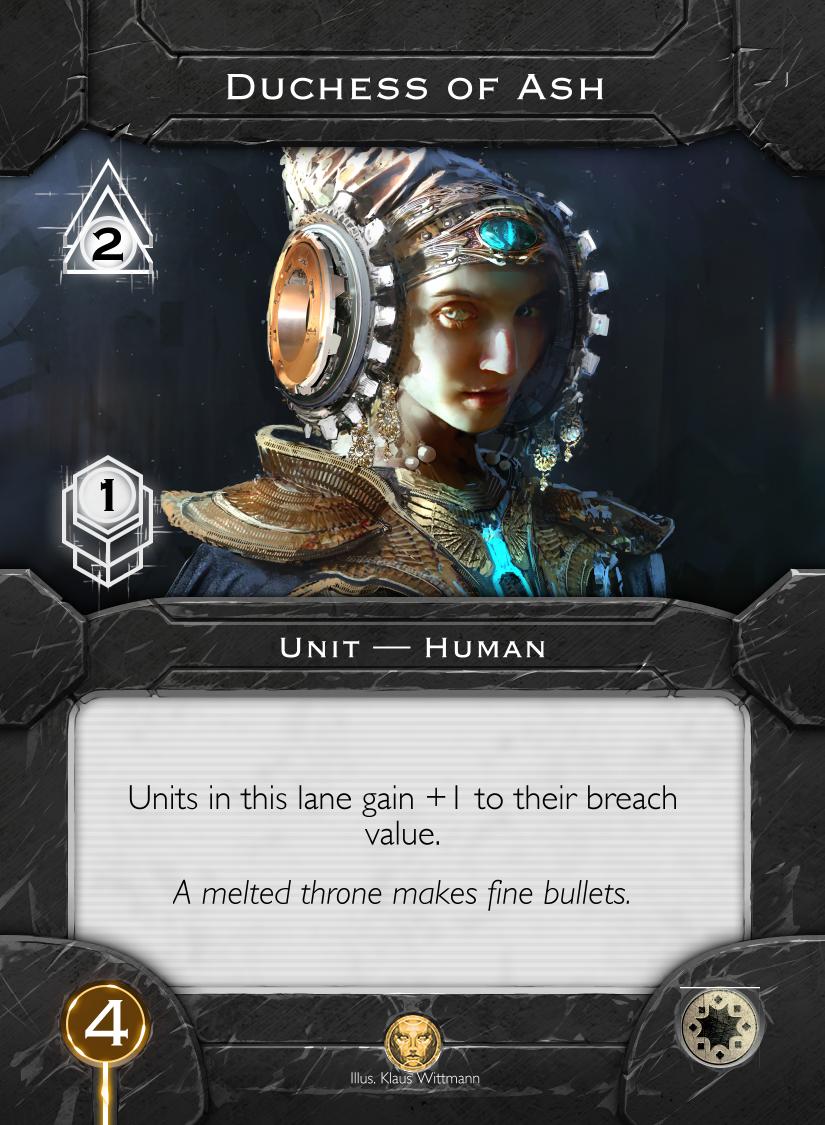 Duchess of Ash
2
1
Unit — Human
Units in this lane gain +1 to their breach
value.
A melted throne makes fine bullets.
4
Illus. Klaus Wittmann